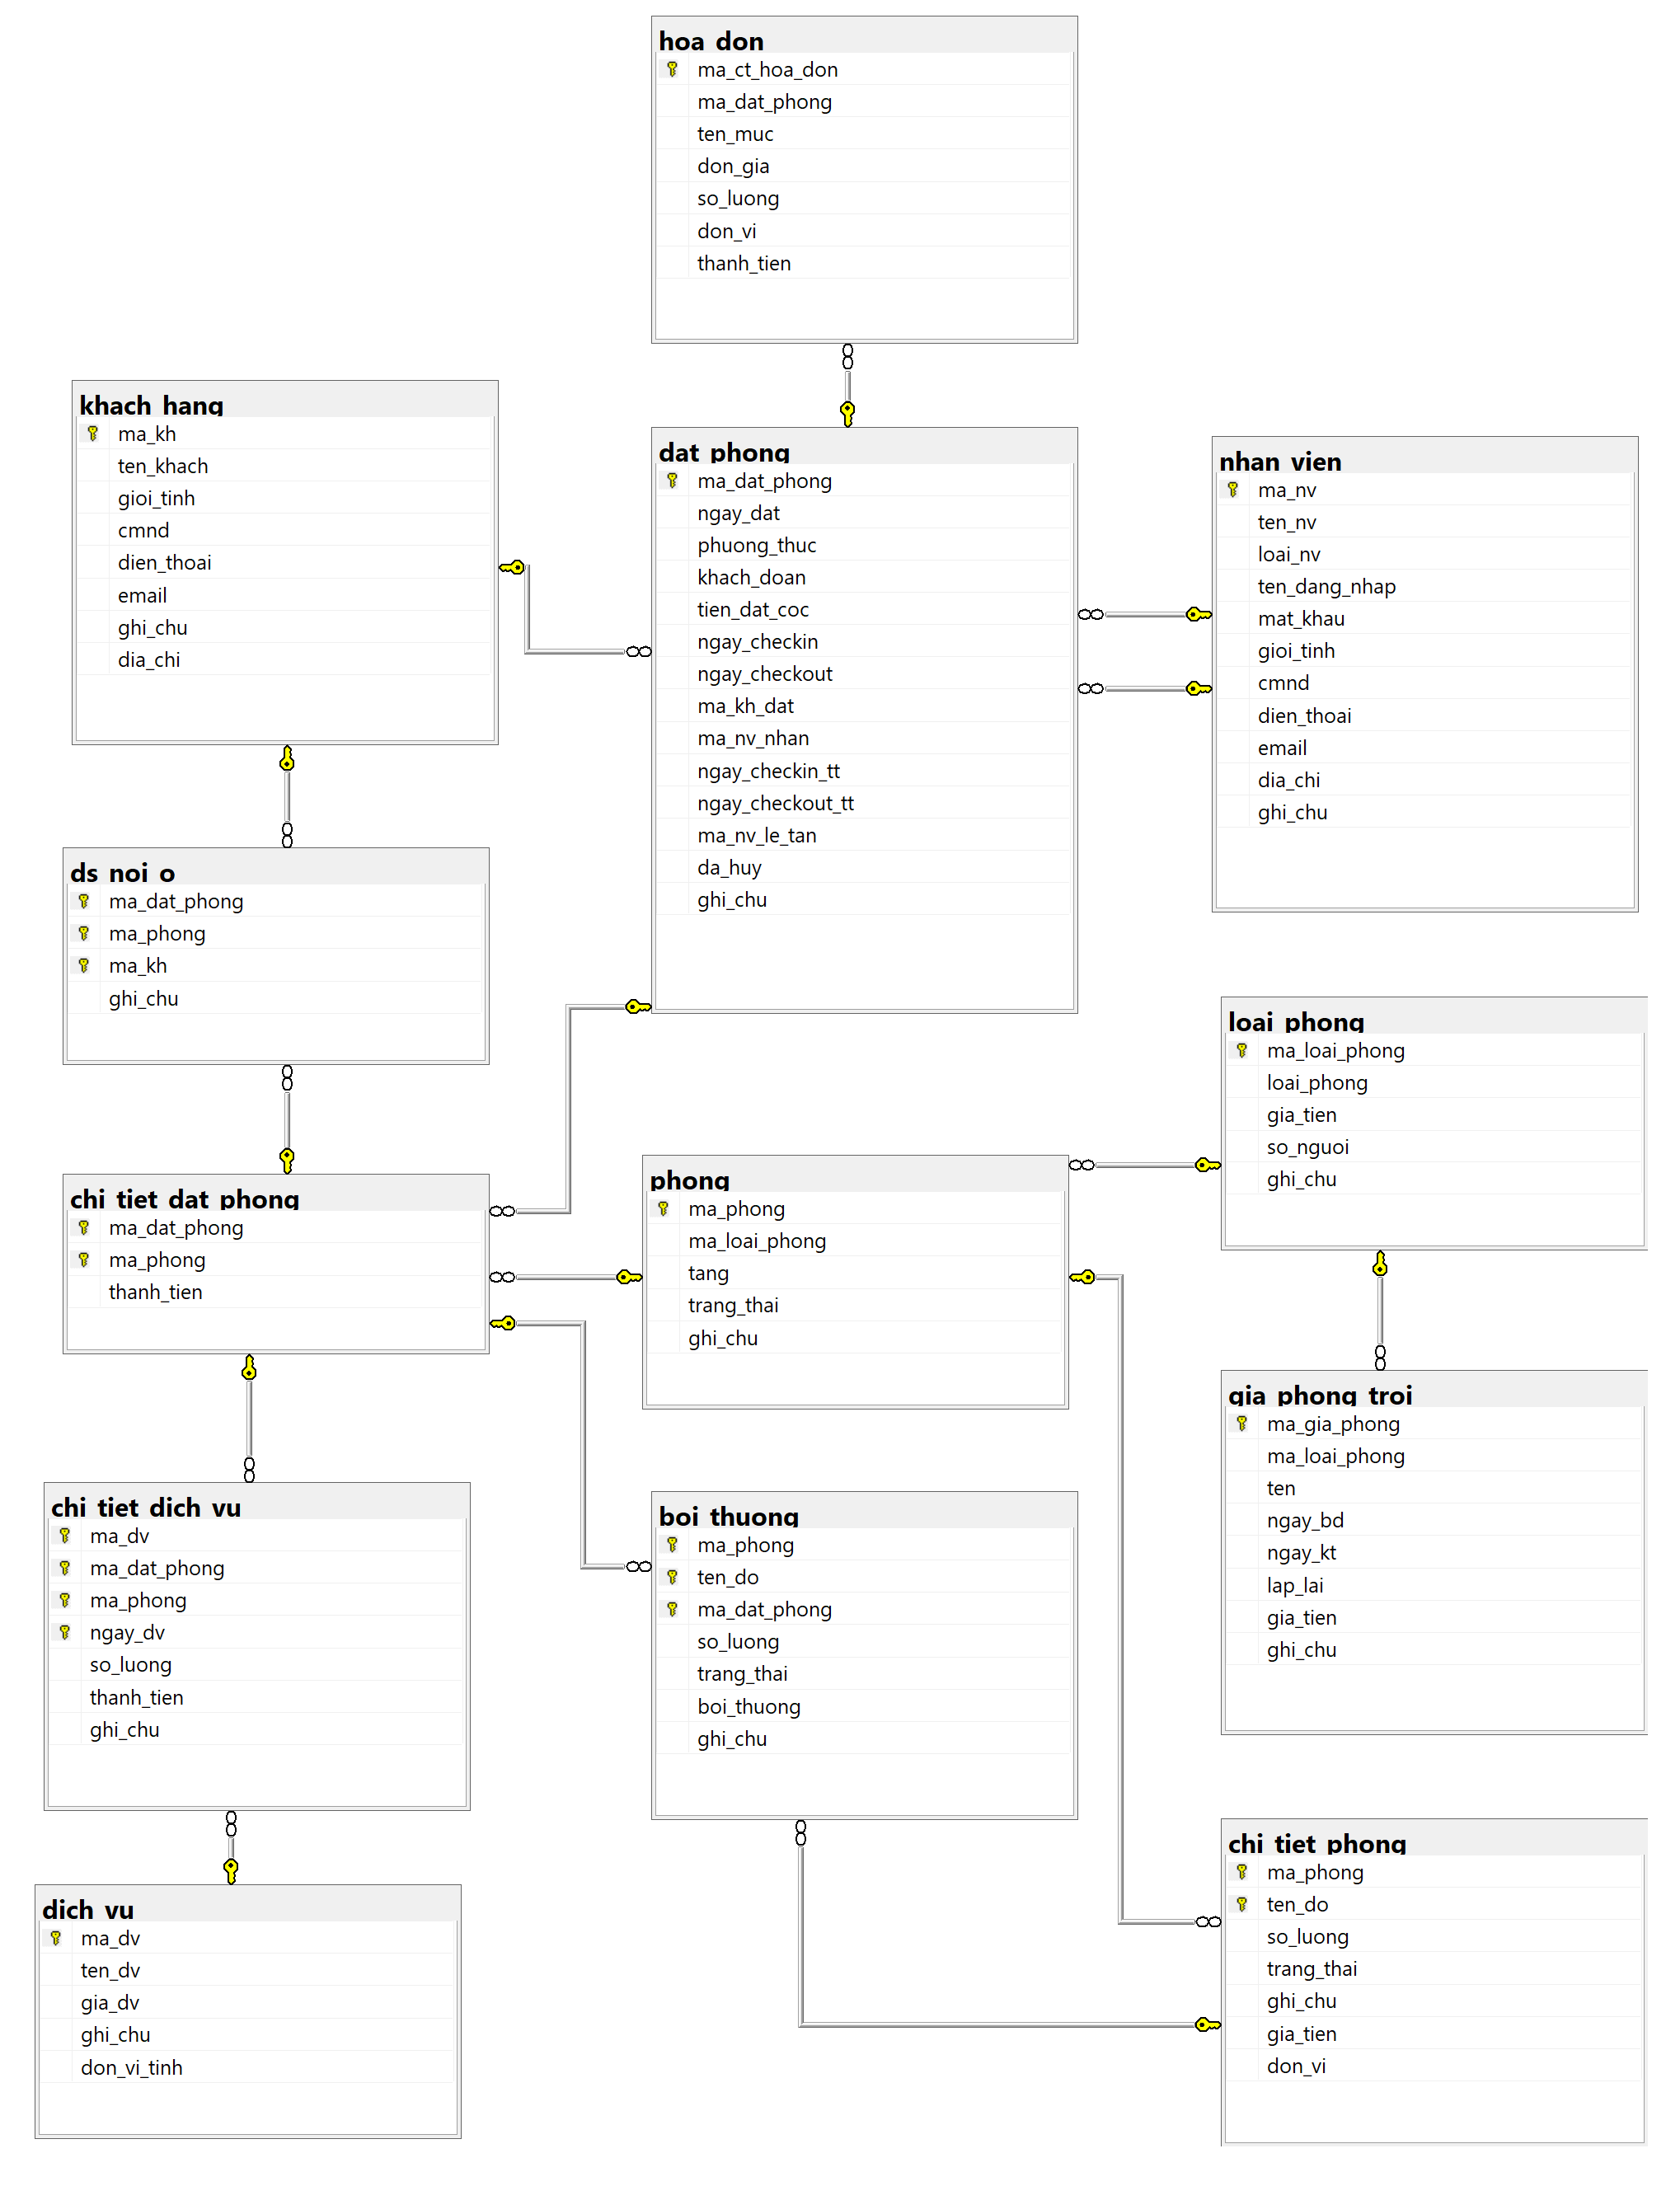 hoa_don
ma_ct_hoa_don
ma_dat_phong
ten_muc
don_gia
so_luong
don_vi
thanh_tien
khach_hang
ma_kh
ten_khach
gioi_tinh
cmnd
dien_thoai
email
ghi_chu
dia_chi
dat_phong
ma_dat_phong
ngay_dat
phuong_thuc
khach_doan
tien_dat_coc
ngay_checkin
ngay_checkout
ma_kh_dat
ma_nv_nhan
ngay_checkin_tt
ngay_checkout_tt
ma_nv_le_tan
da_huy
ghi_chu
nhan_vien
ma_nv
ten_nv
loai_nv
ten_dang_nhap
mat_khau
gioi_tinh
cmnd
dien_thoai
email
dia_chi
ghi_chu
ds_noi_o
ma_dat_phong
ma_phong
ma_kh
ghi_chu
loai_phong
ma_loai_phong
loai_phong
gia_tien
so_nguoi
ghi_chu
chi_tiet_dat_phong
ma_dat_phong
ma_phong
thanh_tien
phong
ma_phong
ma_loai_phong
tang
trang_thai
ghi_chu
gia_phong_troi
ma_gia_phong
ma_loai_phong
ten
ngay_bd
ngay_kt
lap_lai
gia_tien
ghi_chu
chi_tiet_dich_vu
ma_dv
ma_dat_phong
ma_phong
ngay_dv
so_luong
thanh_tien
ghi_chu
boi_thuong
ma_phong
ten_do
ma_dat_phong
so_luong
trang_thai
boi_thuong
ghi_chu
chi_tiet_phong
ma_phong
ten_do
so_luong
trang_thai
ghi_chu
gia_tien
don_vi
dich_vu
ma_dv
ten_dv
gia_dv
ghi_chu
don_vi_tinh